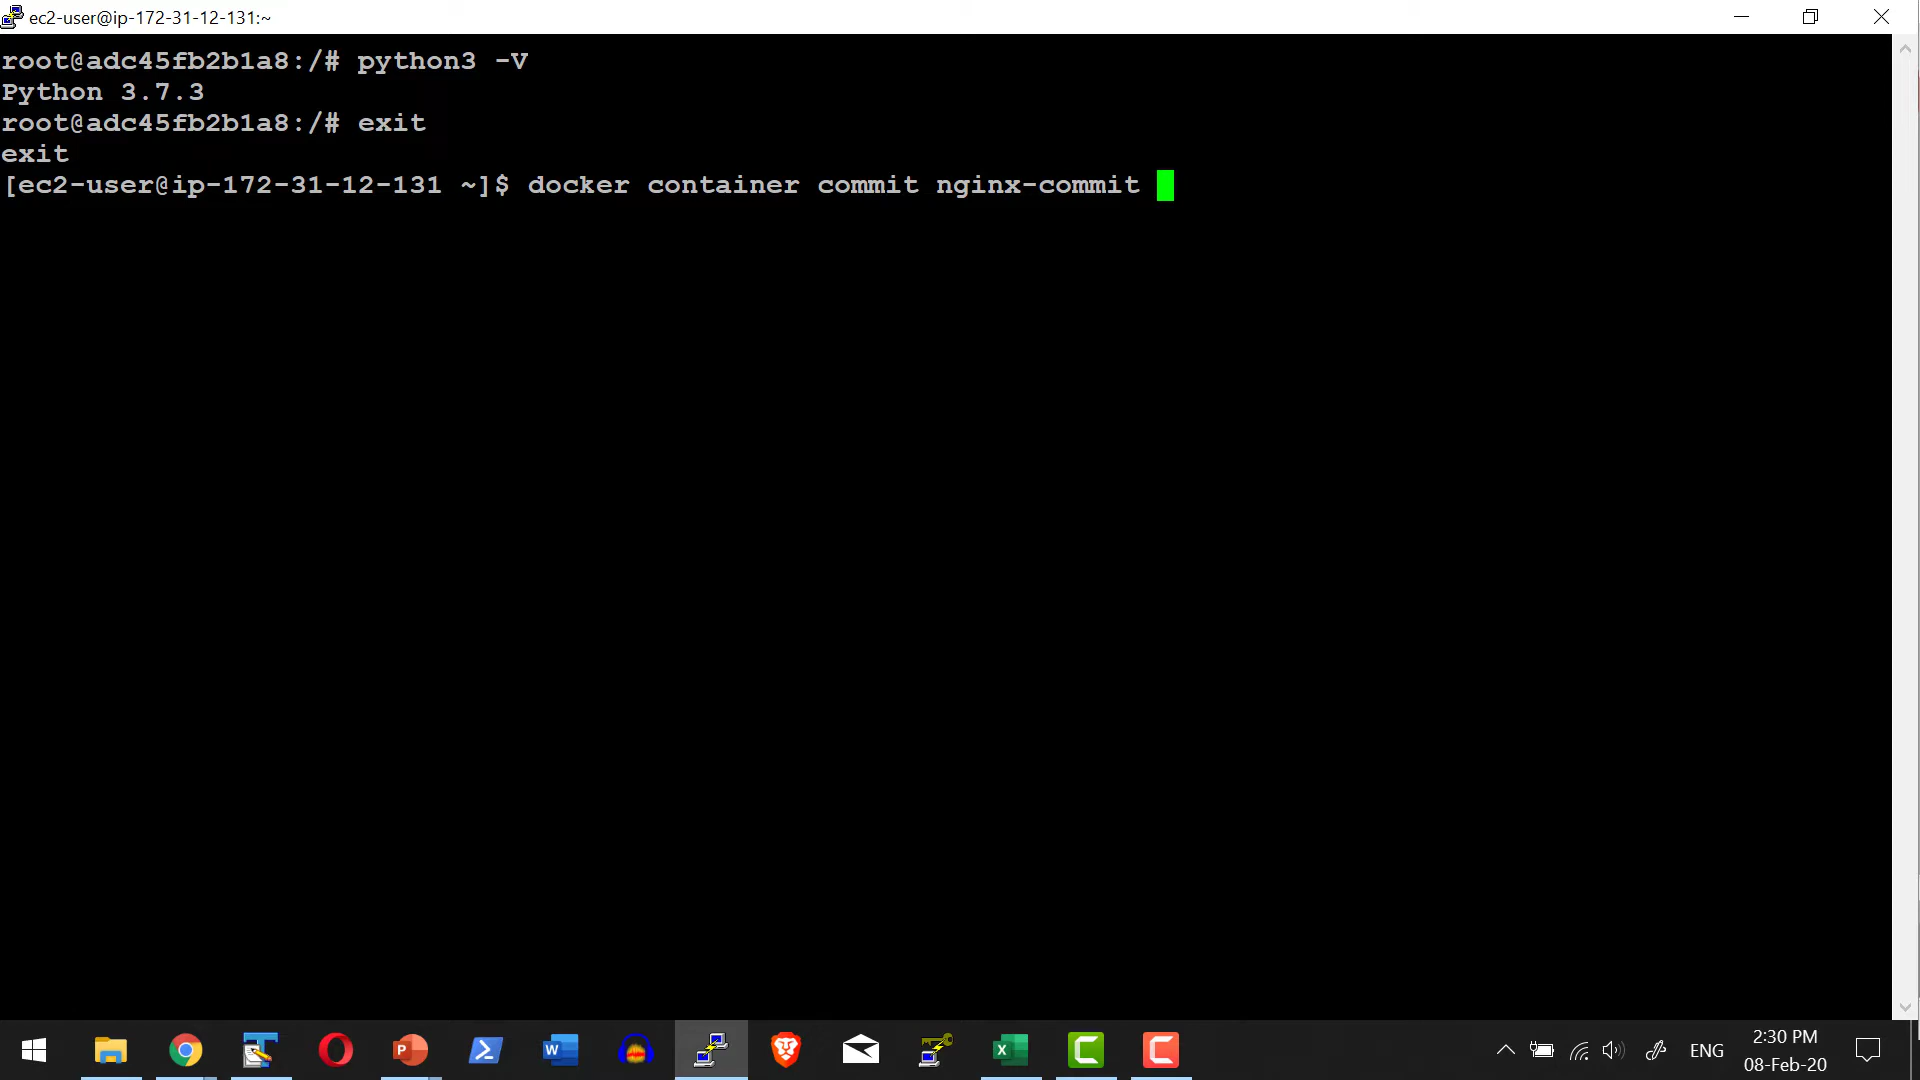 ec2-user@ip-172-31-12-131:~
root@adc45fb2b1a8:/# python3 -V
Python 3.7.3
root@adc45fb2b1a8:/# exit
exit
[ec2-user@ip-172-31-12-131 ~]$ docker container commit nginx-commit
ENG
2:30 PM
08-Feb-20